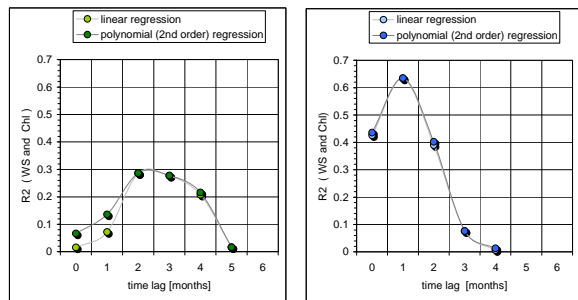 linear regression
polynomial (2nd order) regression
0.7
0.6
0.5
0.4
0.3
0.2
0.1
0
R2 ( WS and Chl )
0 1 2 3 4 5 6
time lag [months]
linear regression
polynomial (2nd order) regression
0.7
0.6
0.5
0.4
0.3
0.2
0.1
0
R2 ( WS and Chl)
0 1 2 3 4 5 6
time lag [months]